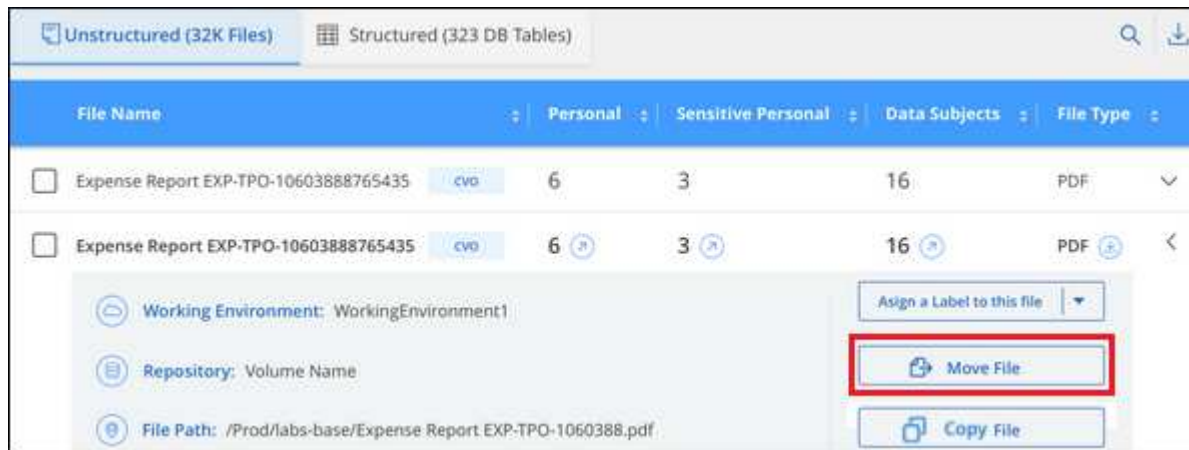 Unstructured (32K Files) Structured (323 DB Tables)
File Name Personal Sensitive Personal Data Subjects File Type
Expense Report EXP-TPO-10603888765435 CVO 6 3 16 PDF
Expense Report EXP-TPO-10603888765435 CVO 6 3 16 PDF
Working Environment: WorkingEnvironment1 Asign a Label to this file
Repository: Volume Name Move File
File Path: /Prod/labs-base/Expense Report EXP-TPO-1060388.pdf Copy File